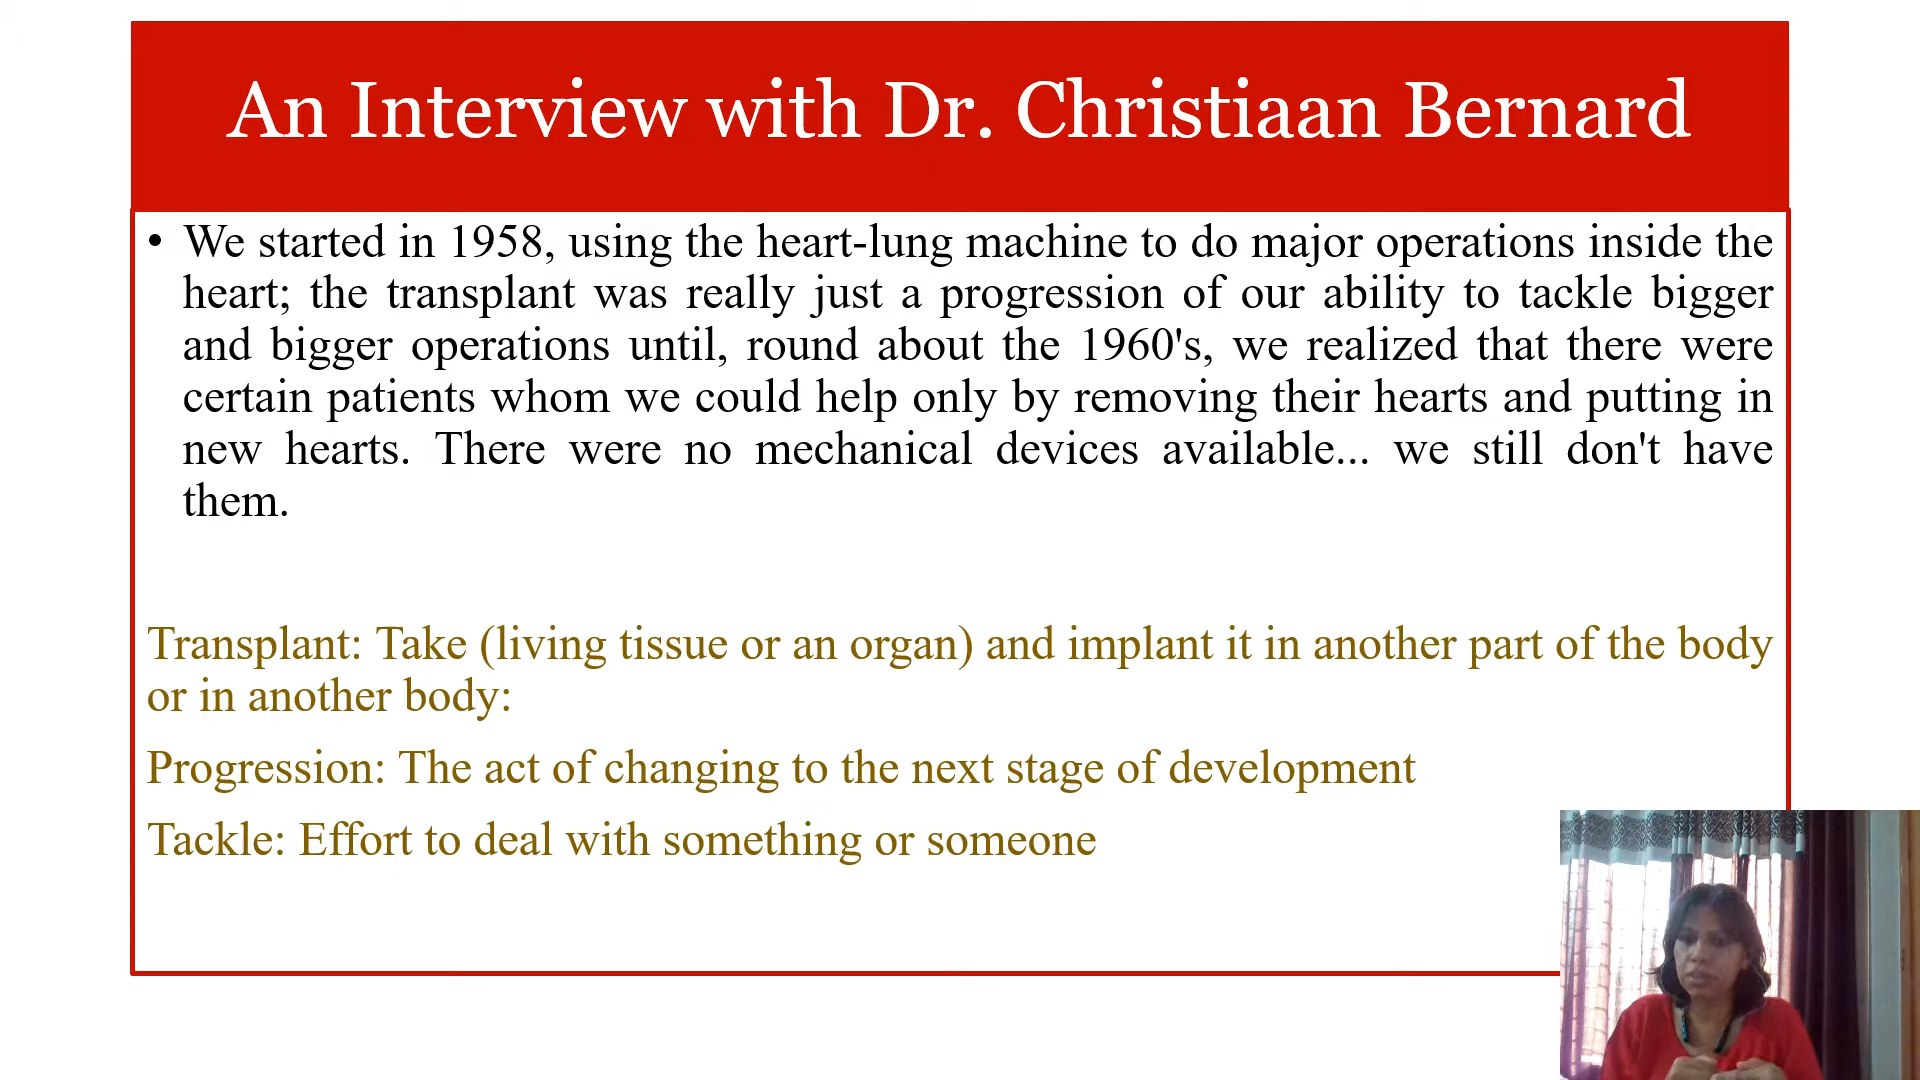 An Interview with Dr. Christiaan Bernard
• We started in 1958, using the heart-lung machine to do major operations inside the
heart; the transplant was really just a progression of our ability to tackle bigger
and bigger operations until, round about the 1960's, we realized that there were
certain patients whom we could help only by removing their hearts and putting in
new hearts. There were no mechanical devices available... we still don't have
them.
Transplant: Take (living tissue or an organ) and implant it in another part of the body
or in another body:
Progression: The act of changing to the next stage of development
Tackle: Effort to deal with something or someone